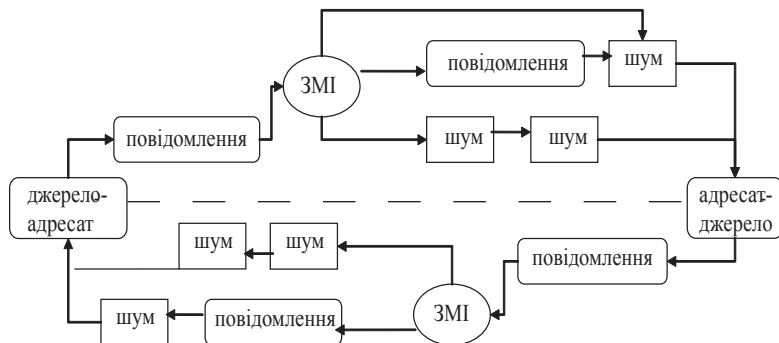 повідомлення
шум
ЗМІ
повідомлення
шум
шум
джерело-
адресат
адресат-
джерело
шум
шум
повідомлення
ЗМІ
шум
повідомлення